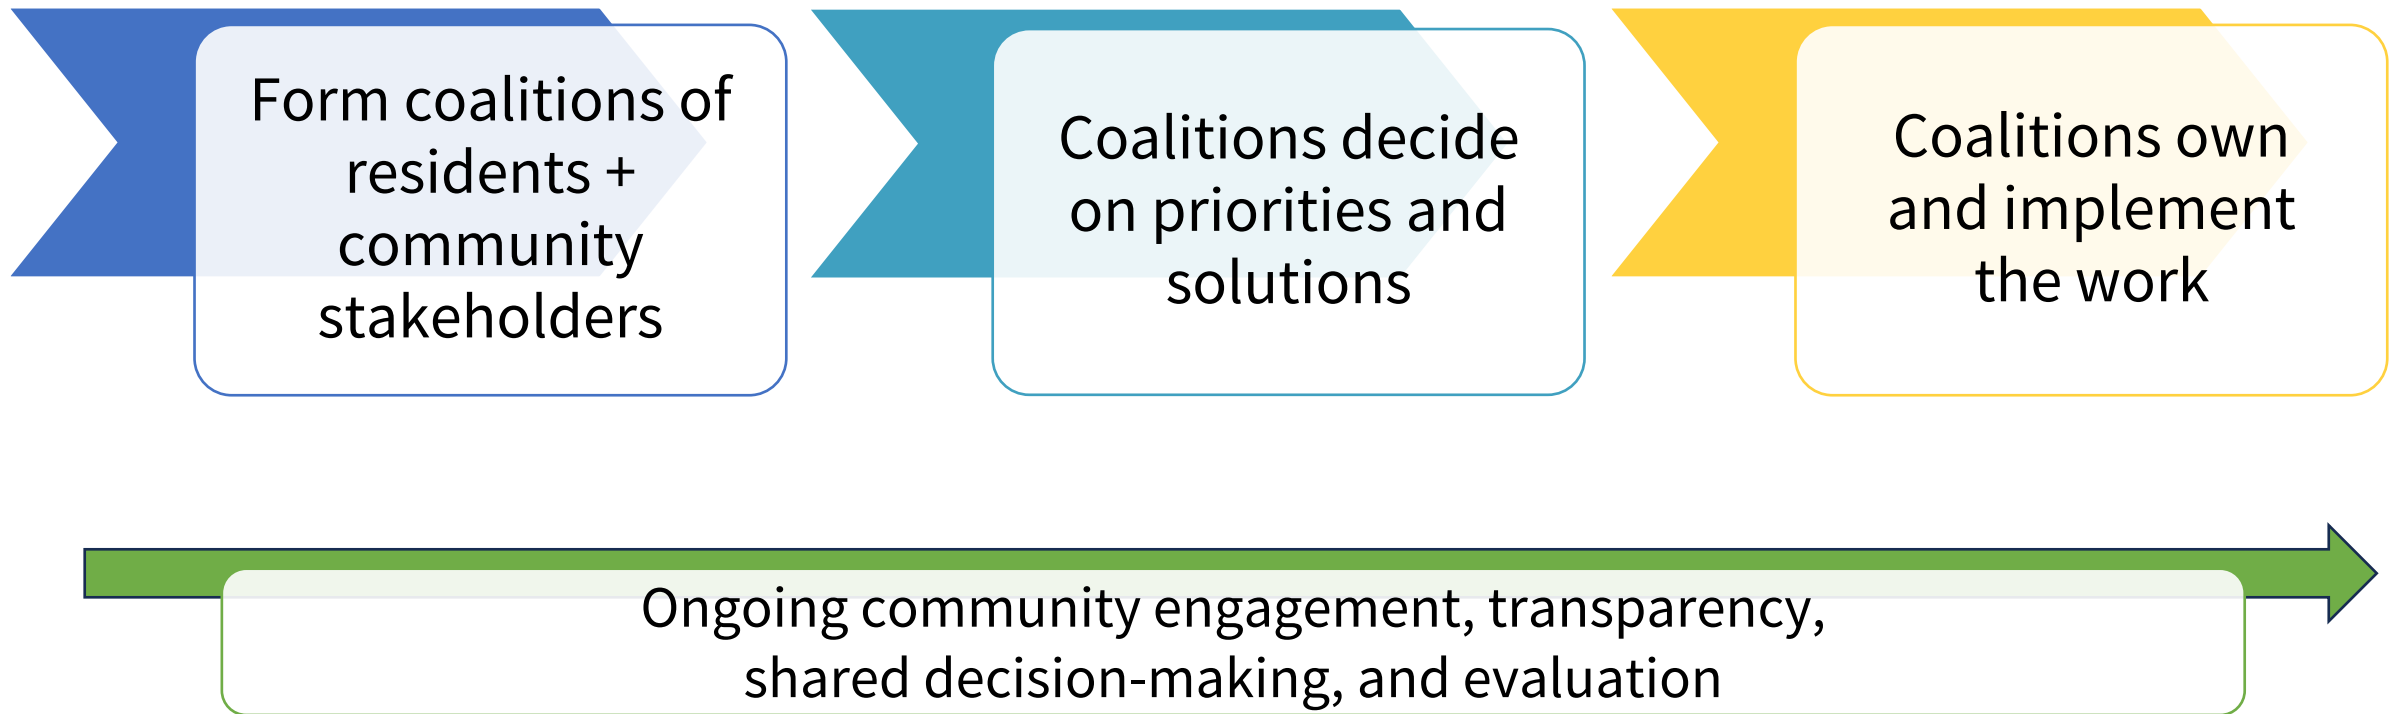 Form coalitions of
residents +
community
stakeholders
Coalitions decide
on priorities and
solutions
Coalitions own
and implement
the work
Ongoing community engagement, transparency,
shared decision-making, and evaluation